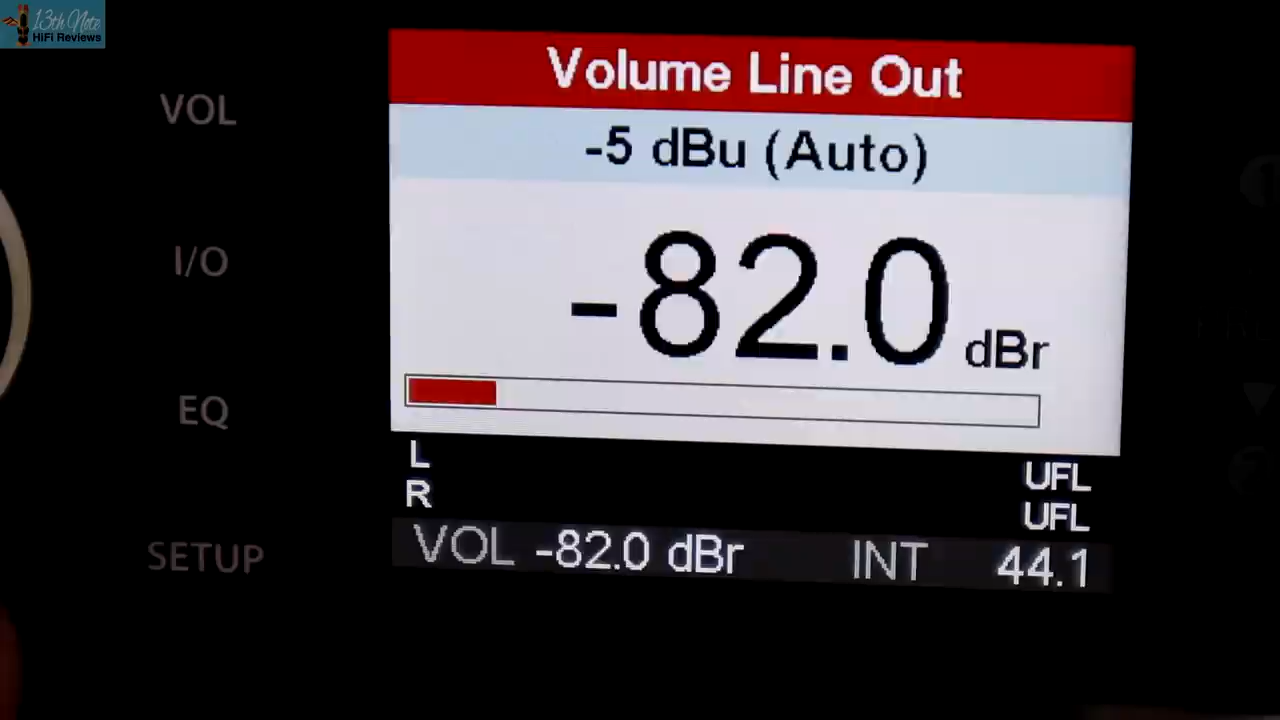 13th Note
HiFi Reviews
VOL
I/O
EQ
SETUP
Volume Line Out
-5 dBu (Auto)
-82.0 dBr
L UFL
R UFL
VOL -82.0 dBr INT 44.1